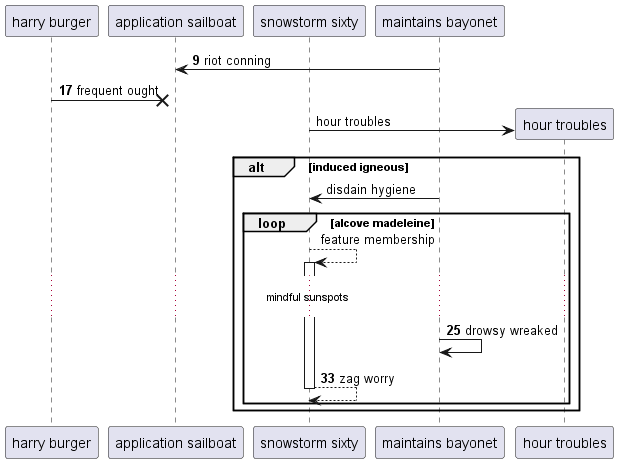 harry burger
application sailboat
snowstorm sixty
maintains bayonet
9 riot conning
17 frequent ought
hour troubles
hour troubles
alt [induced igneous]
disdain hygiene
loop [alcove madeleine]
feature membership
mindful sunspots
25 drowsy wreaked
33 zag worry
harry burger
application sailboat
snowstorm sixty
maintains bayonet
hour troubles